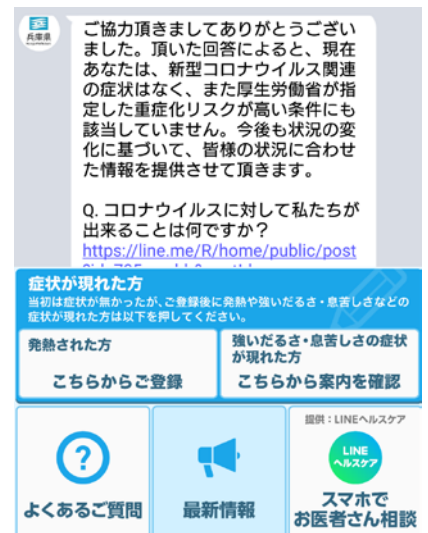 兵庫県
ご協力頂きましてありがとうござい
ました。頂いた回答によると、現在
あなたは、新型コロナウイルス関連
の症状はなく、また厚生労働省が指
定した重症化リスクが高い条件にも
該当していません。今後も状況の変
化に基づいて、皆様の状況に合わせ
た情報を提供させて頂きます。
Q. コロナウイルスに対して私たちが
出来ることは何ですか？
https://line.me/R/home/public/post
症状が現れた方
当初は症状が無かったが、ご登録後に発熱や強いだるさ・息苦しさなどの
症状が現れた方は以下を押してください。
発熱された方
こちらからご登録
強いだるさ・息苦しさの症状
が現れた方
こちらから案内を確認
?
よくあるご質問
最新情報
提供：LINEヘルスケア
LINE
ヘルスケア
スマホで
お医者さん相談